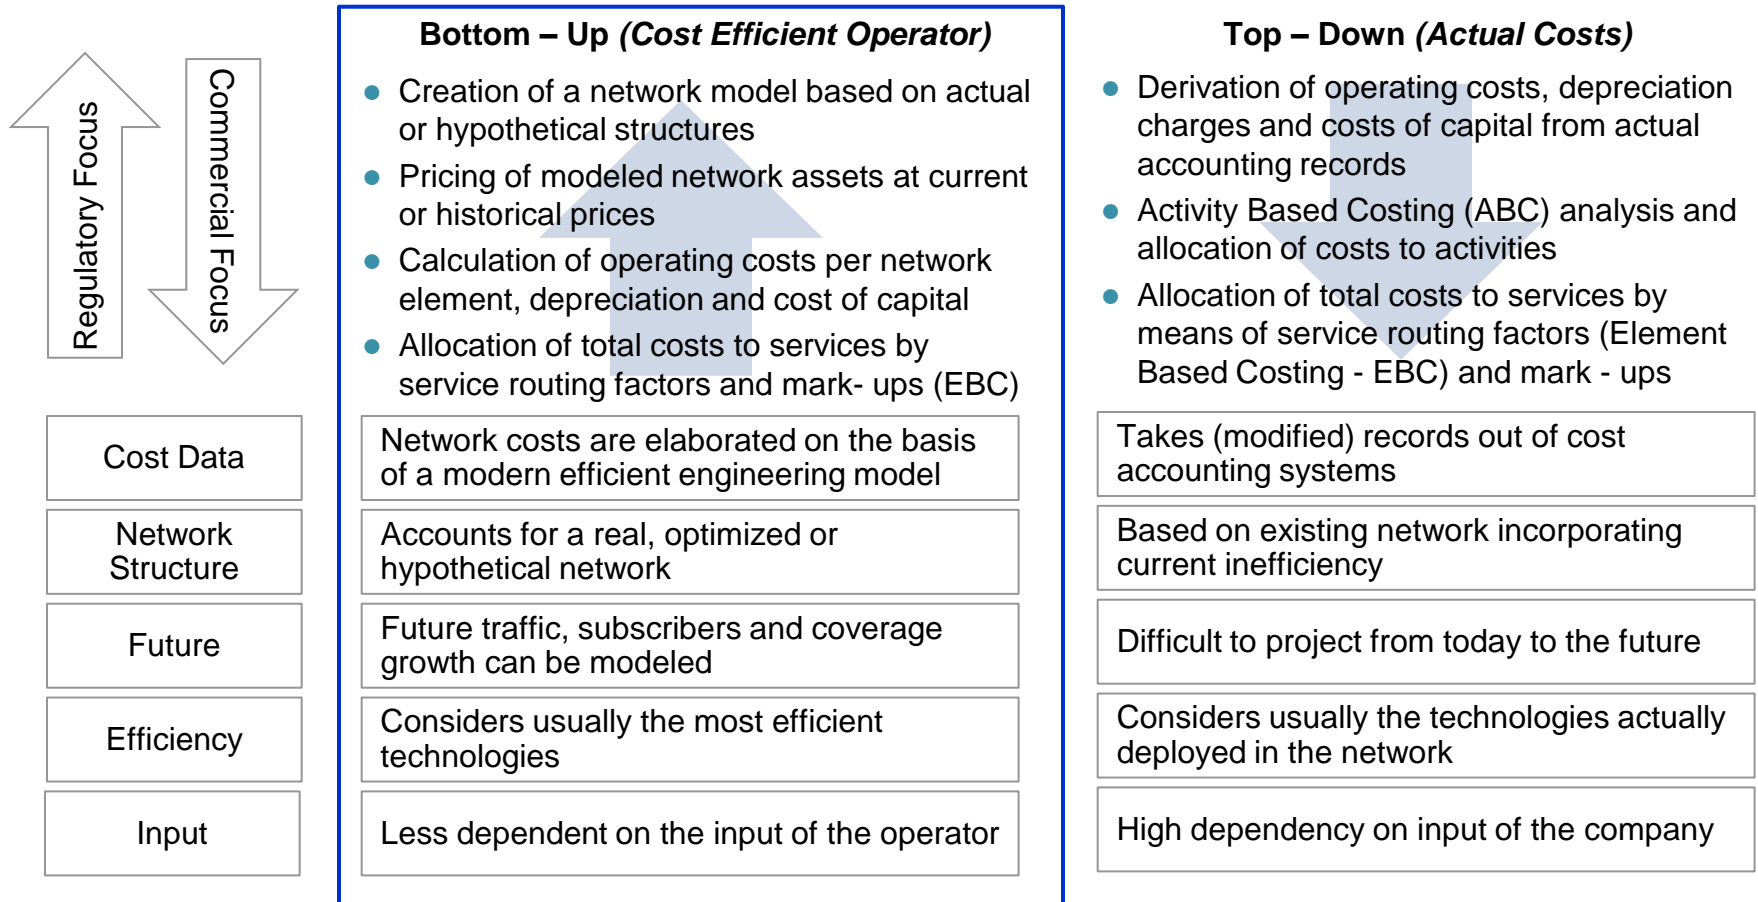 Regulatory Focus
Commercial Focus
Bottom – Up (Cost Efficient Operator)
● Creation of a network model based on actual
or hypothetical structures
● Pricing of modeled network assets at current
or historical prices
● Calculation of operating costs per network
element, depreciation and cost of capital
● Allocation of total costs to services by
service routing factors and mark- ups (EBC)
Top – Down (Actual Costs)
● Derivation of operating costs, depreciation
charges and costs of capital from actual
accounting records
● Activity Based Costing (ABC) analysis and
allocation of costs to activities
● Allocation of total costs to services by
means of service routing factors (Element
Based Costing - EBC) and mark - ups
Cost Data
Network costs are elaborated on the basis
of a modern efficient engineering model
Takes (modified) records out of cost
accounting systems
Network
Structure
Accounts for a real, optimized or
hypothetical network
Based on existing network incorporating
current inefficiency
Future
Future traffic, subscribers and coverage
growth can be modeled
Difficult to project from today to the future
Efficiency
Considers usually the most efficient
technologies
Considers usually the technologies actually
deployed in the network
Input
Less dependent on the input of the operator
High dependency on input of the company